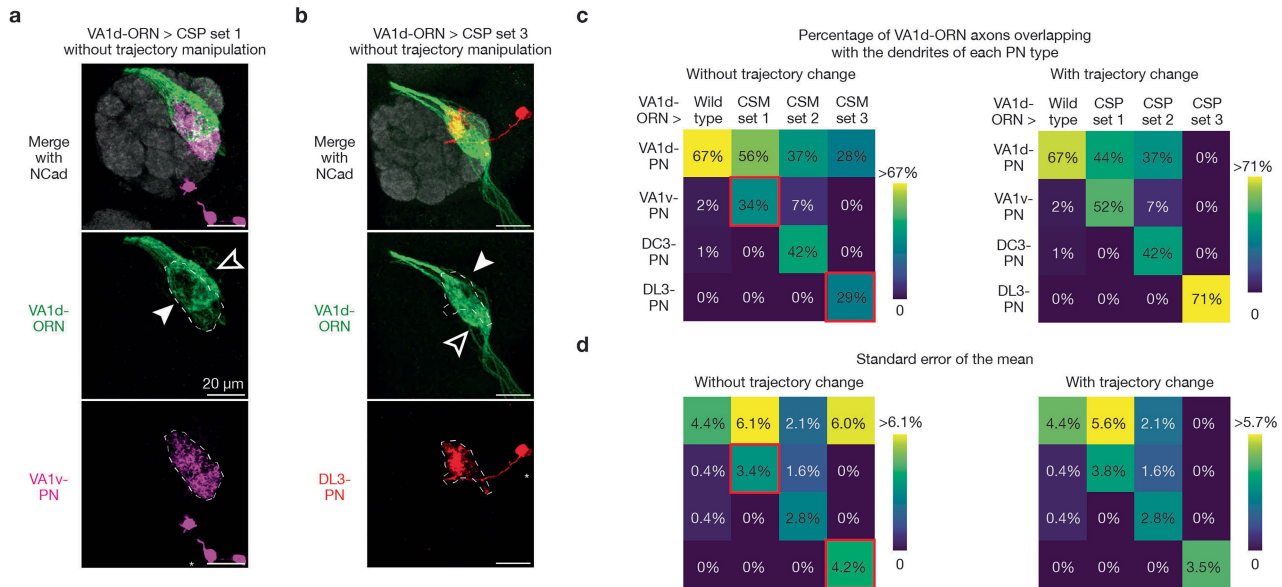 a
VA1d-ORN > CSP set 1
without trajectory manipulation
Merge
with
NCad
VA1d-
ORN
20 µm
VA1v-
PN
*
b
VA1d-ORN > CSP set 3
without trajectory manipulation
Merge
with
NCad
VA1d-
ORN
DL3-
PN
*
c
Percentage of VA1d-ORN axons overlapping
with the dendrites of each PN type
Without trajectory change
VA1d-
ORN >
Wild
type
CSM
set 1
CSM
set 2
CSM
set 3
VA1d-
PN
67% 56% 37% 28%
VA1v-
PN
2% 34% 7% 0%
DC3-
PN
1% 0% 42% 0%
DL3-
PN
0% 0% 0% 29%
>67%
0
With trajectory change
VA1d-
ORN >
Wild
type
CSP
set 1
CSP
set 2
CSP
set 3
VA1d-
PN
67% 44% 37% 0%
VA1v-
PN
2% 52% 7% 0%
DC3-
PN
1% 0% 42% 0%
DL3-
PN
0% 0% 0% 71%
>71%
0
d
Standard error of the mean
Without trajectory change
4.4% 6.1% 2.1% 6.0%
0.4% 3.4% 1.6% 0%
0.4% 0% 2.8% 0%
0% 0% 0% 4.2%
>6.1%
0
With trajectory change
4.4% 5.6% 2.1% 0%
0.4% 3.8% 1.6% 0%
0.4% 0% 2.8% 0%
0% 0% 0% 3.5%
>5.7%
0